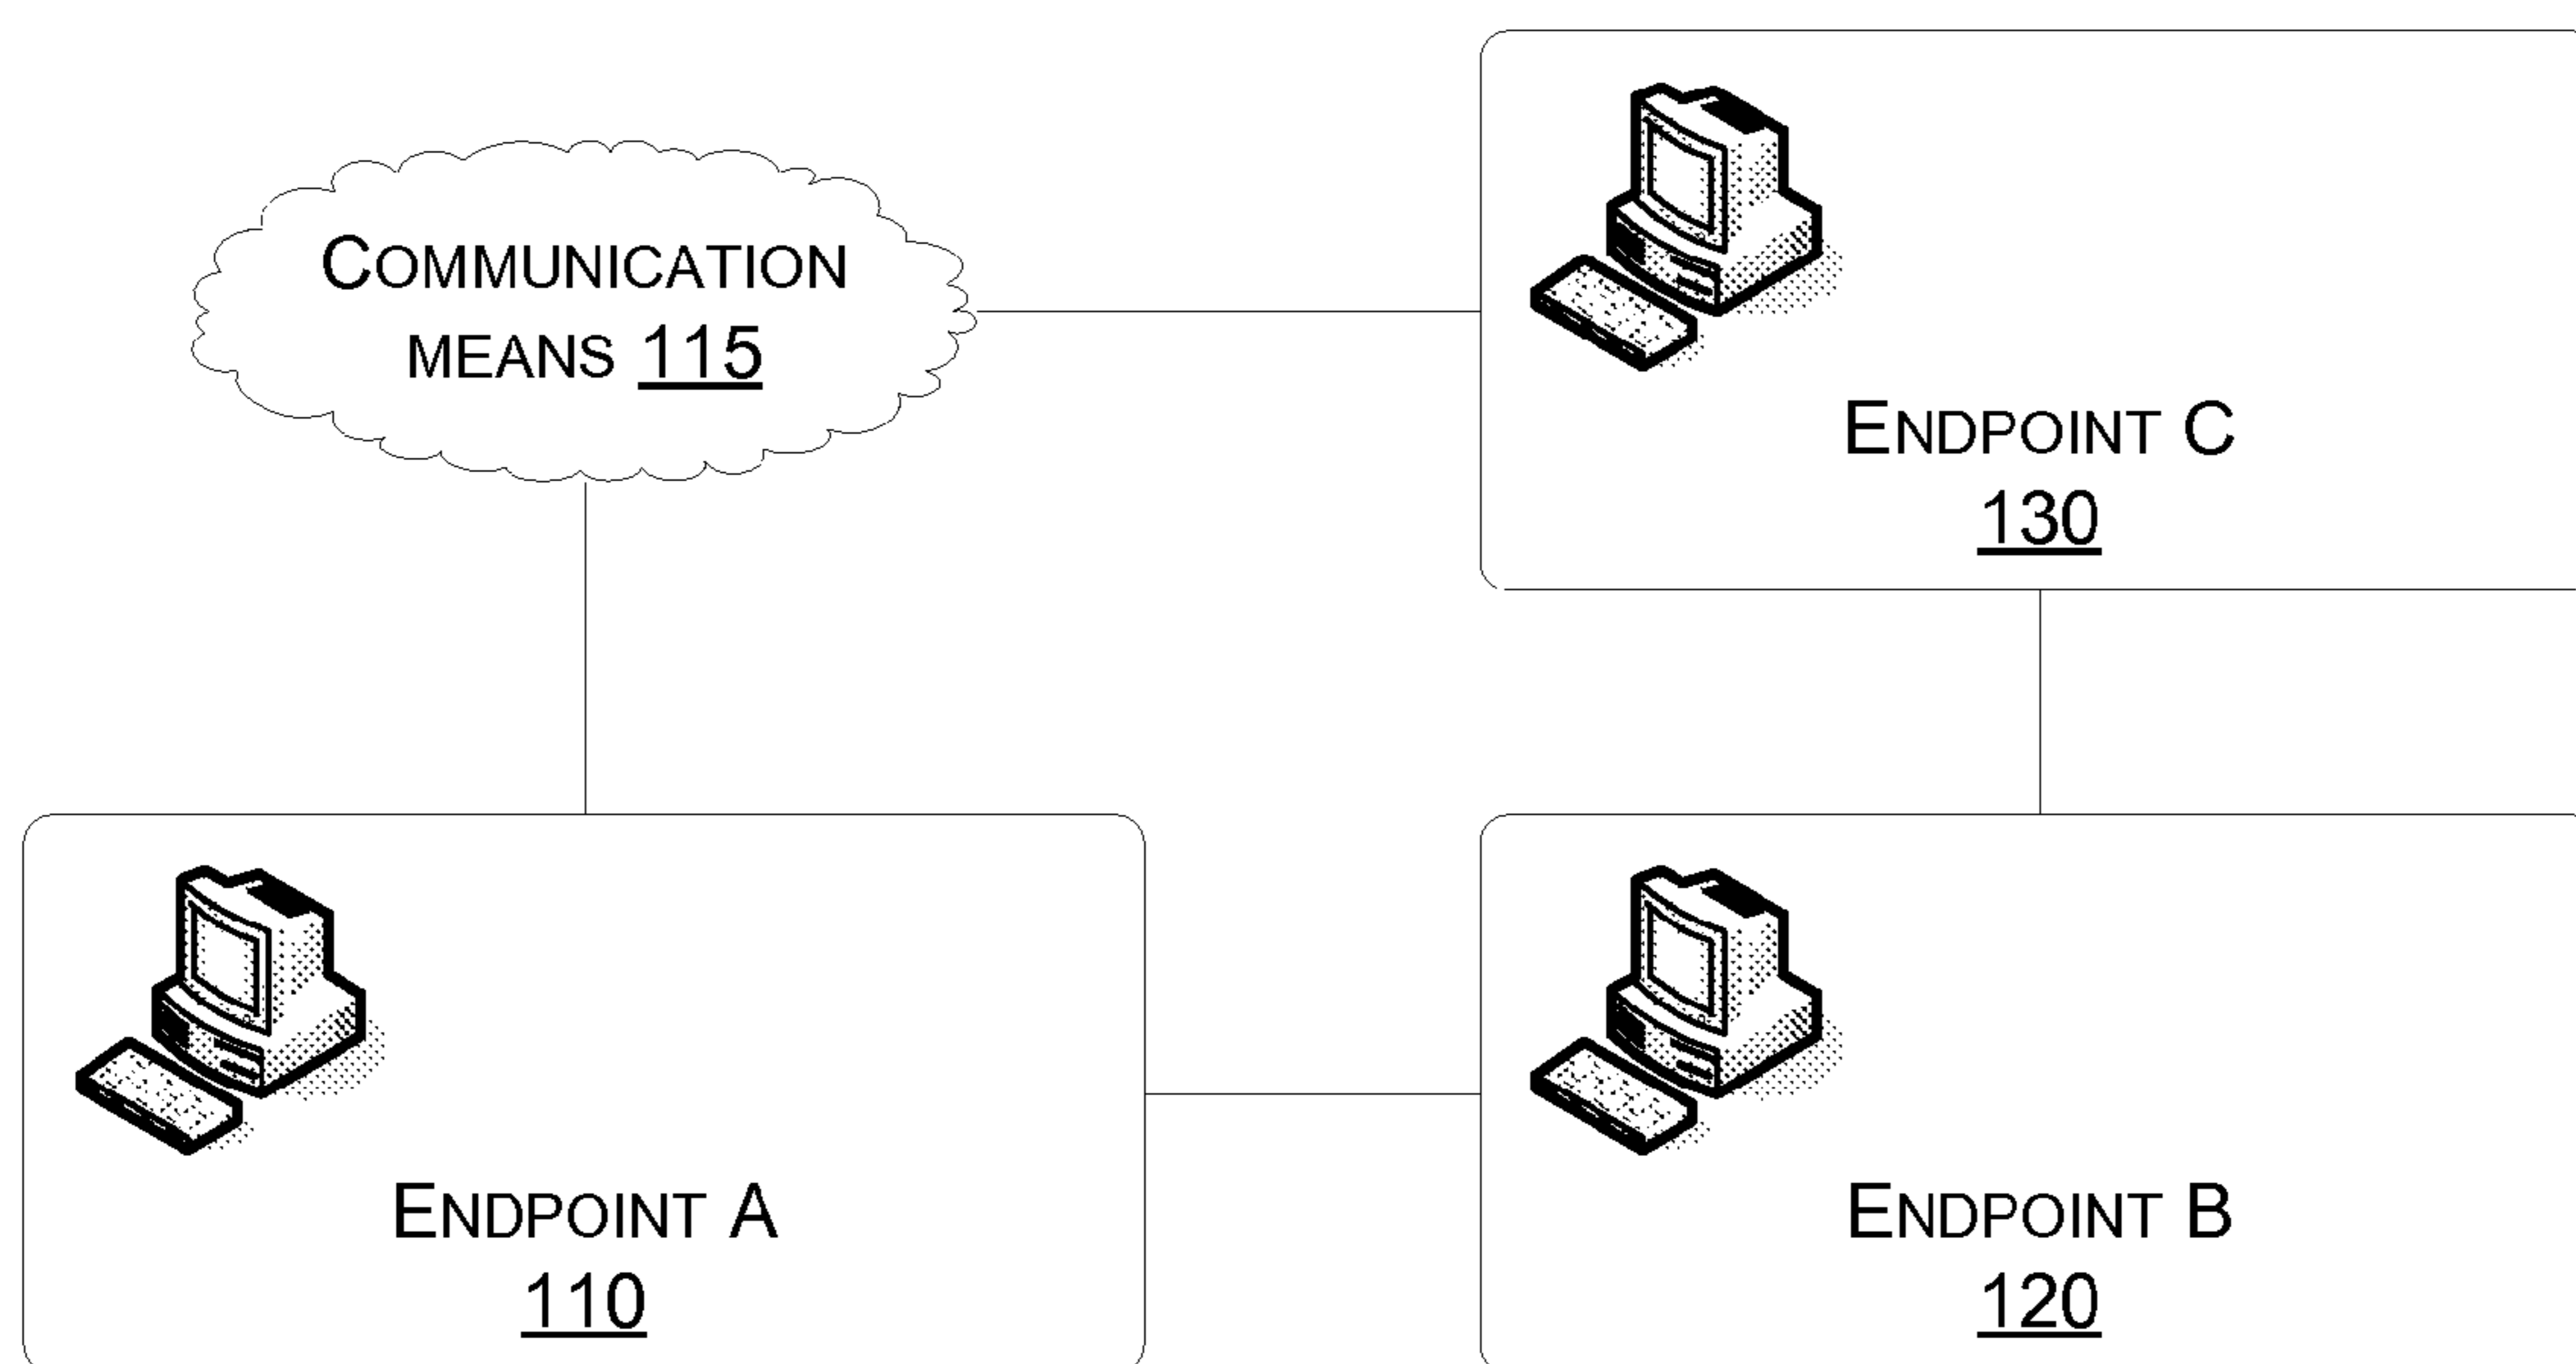 COMMUNICATION
MEANS 115
ENDPOINT C
130
ENDPOINT A
110
ENDPOINT B
120